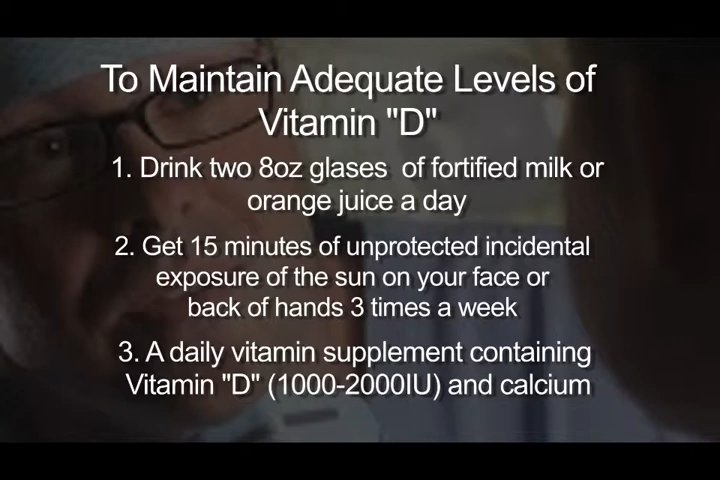 To Maintain Adequate Levels of
Vitamin "D"
1. Drink two 8oz glases of fortified milk or
orange juice a day
2. Get 15 minutes of unprotected incidental
exposure of the sun on your face or
back of hands 3 times a week
3. A daily vitamin supplement containing
Vitamin "D" (1000-2000IU) and calcium